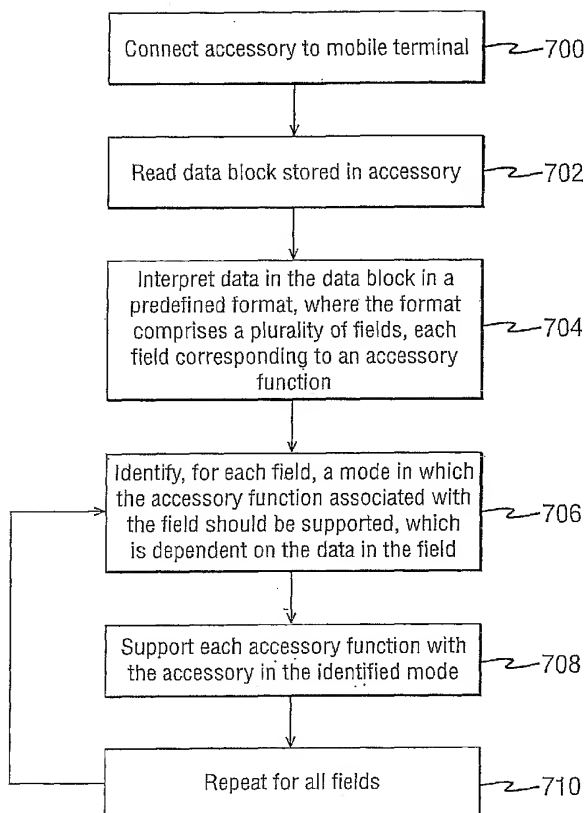 Connect accessory to mobile terminal
700
Read data block stored in accessory
702
Interpret data in the data block in a
predefined format, where the format
comprises a plurality of fields, each
field corresponding to an accessory
function
704
Identify, for each field, a mode in which
the accessory function associated with
the field should be supported, which
is dependent on the data in the field
706
Support each accessory function with
the accessory in the identified mode
708
Repeat for all fields
710